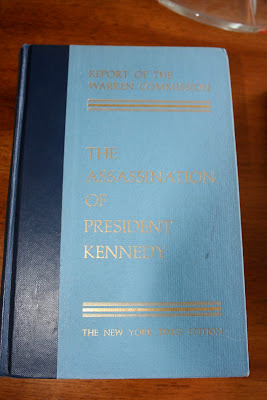 REPORT OF THE
WARREN COMMISSION
THE
ASSASSINATION
OF
PRESIDENT
KENNEDY
THE NEW YORK TIMES EDITION